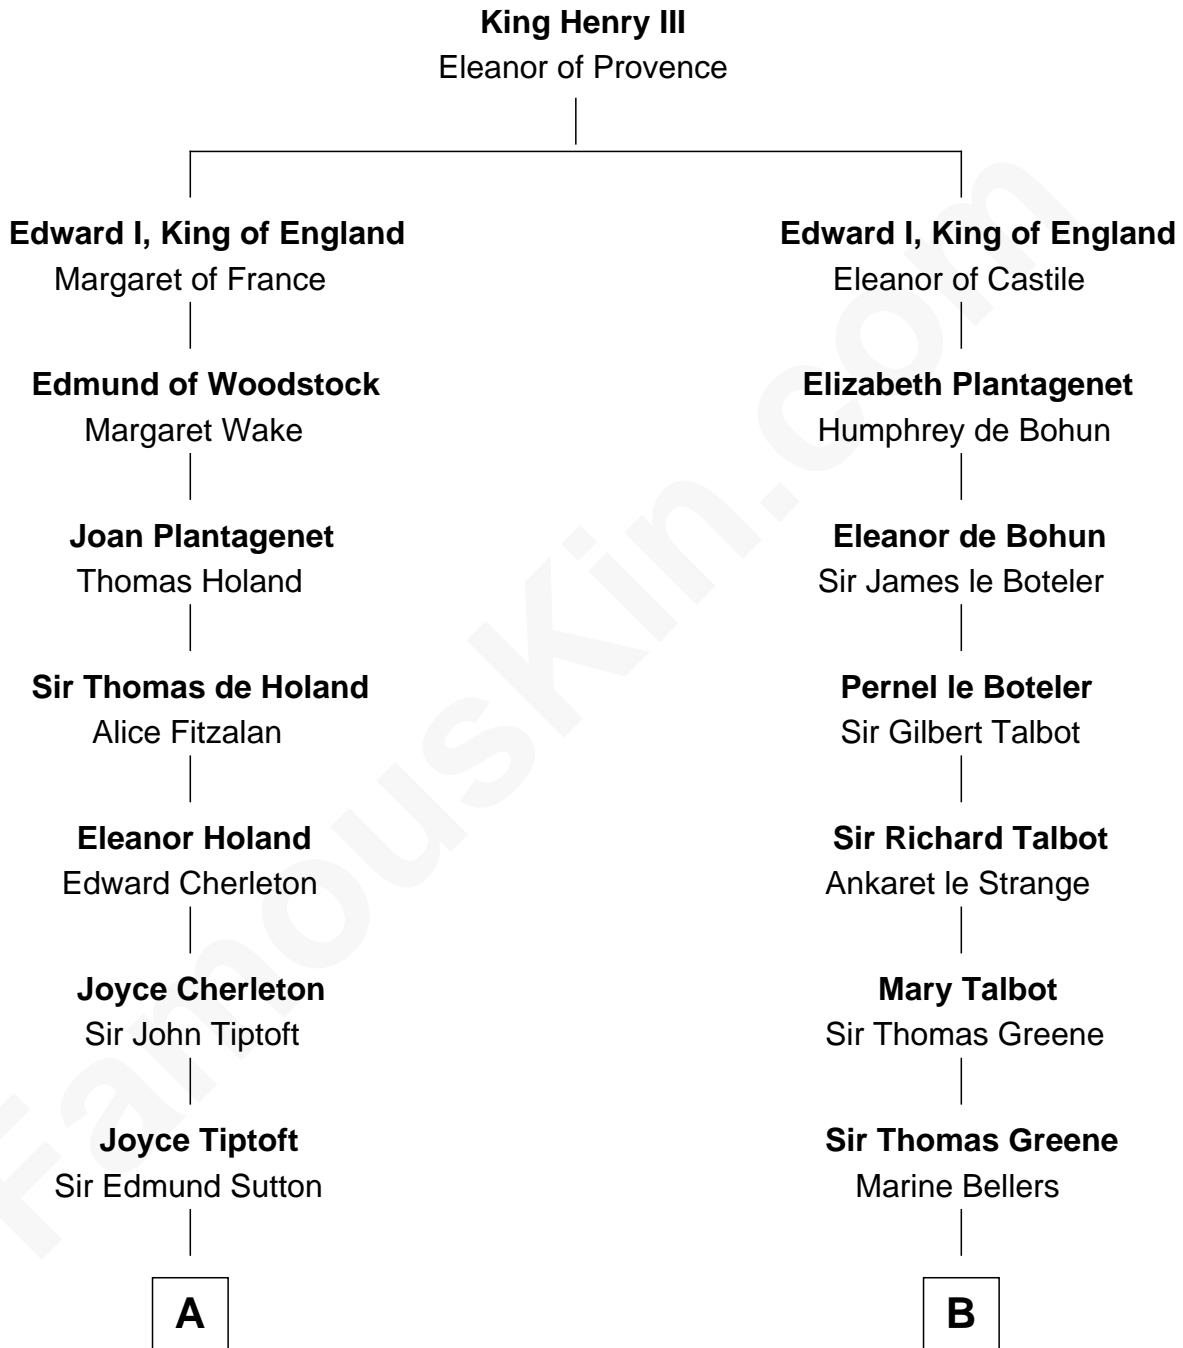 King Henry III
Eleanor of Provence
Edward I, King of England
Margaret of France
Edward I, King of England
Eleanor of Castile
Edmund of Woodstock
Margaret Wake
Elizabeth Plantagenet
Humphrey de Bohun
Joan Plantagenet
Thomas Holand
Eleanor de Bohun
Sir James le Boteler
Sir Thomas de Holand
Alice Fitzalan
Pernel le Boteler
Sir Gilbert Talbot
Eleanor Holand
Edward Cherleton
Sir Richard Talbot
Ankaret le Strange
Joyce Cherleton
Sir John Tiptoft
Mary Talbot
Sir Thomas Greene
Joyce Tiptoft
Sir Edmund Sutton
Sir Thomas Greene
Marine Bellers
A
B
FamousKin.com